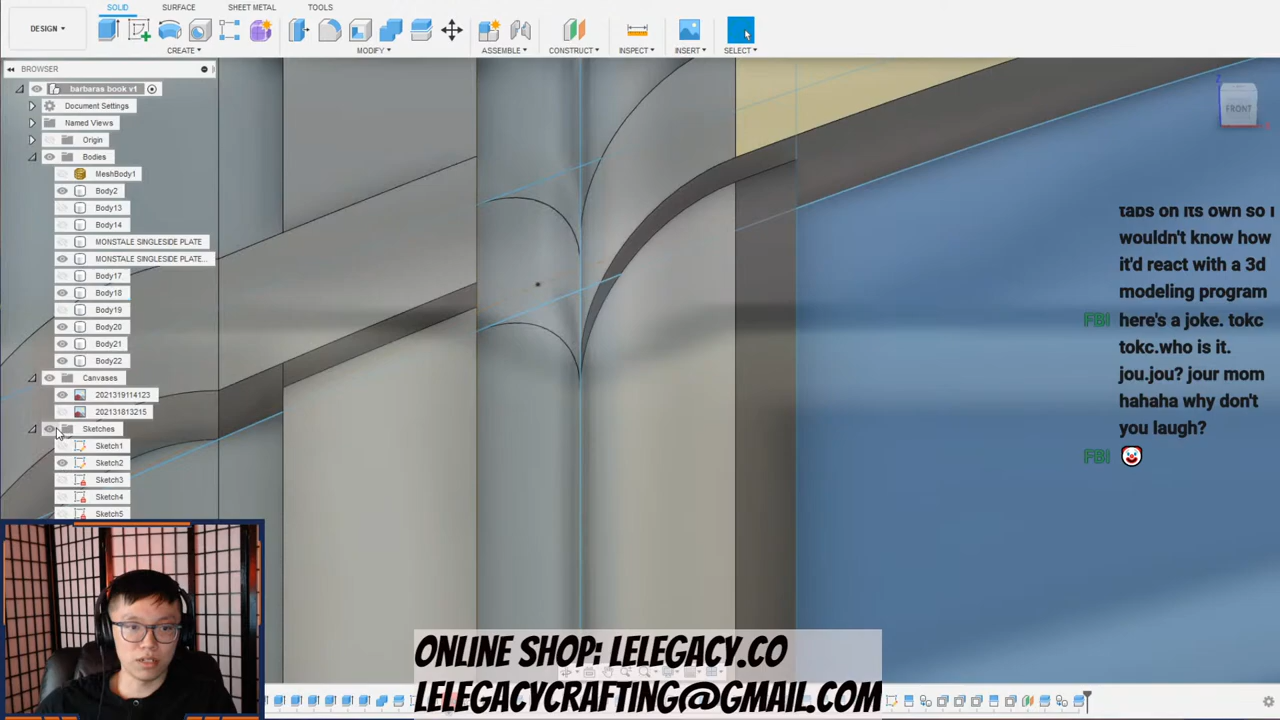 SOLID SURFACE SHEET METAL TOOLS
DESIGN
CREATE MODIFY ASSEMBLE CONSTRUCT INSPECT INSERT SELECT
BROWSER
barbaras book v1
Document Settings
Named Views
Origin
Bodies
MeshBody1
Body2
Body13
Body14
MONSTALE SINGLESIDE PLATE
MONSTALE SINGLESIDE PLATE...
Body17
Body18
Body19
Body20
Body21
Body22
Canvases
2021319114123
202131813215
Sketches
Sketch1
Sketch2
Sketch3
Sketch4
Sketch5
Z
FRONT
tabs on its own so i
wouldn't know how
it'd react with a 3d
modeling program
FBI here's a joke. tokc
tokc.who is it.
jou.jou? jour mom
hahaha why don't
you laugh?
FBI
ONLINE SHOP: LELEGACY.CO
LELEGACYCRAFTING@GMAIL.COM